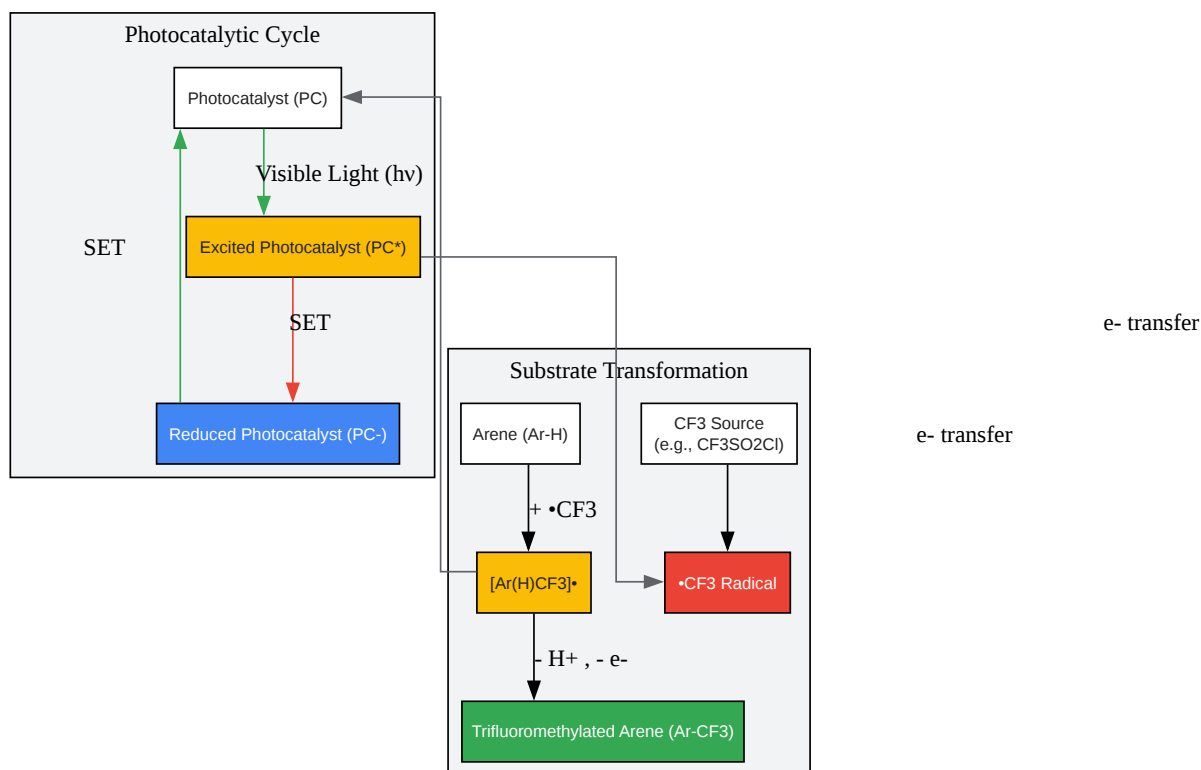 Photocatalytic Cycle
Photocatalyst (PC)
Visible Light (hν)
SET
Excited Photocatalyst (PC*)
SET
e- transfer
Reduced Photocatalyst (PC-)
Substrate Transformation
Arene (Ar-H)
CF3 Source
(e.g., CF3SO2Cl)
e- transfer
+ •CF3
[Ar(H)CF3]•
•CF3 Radical
- H+ , - e-
Trifluoromethylated Arene (Ar-CF3)